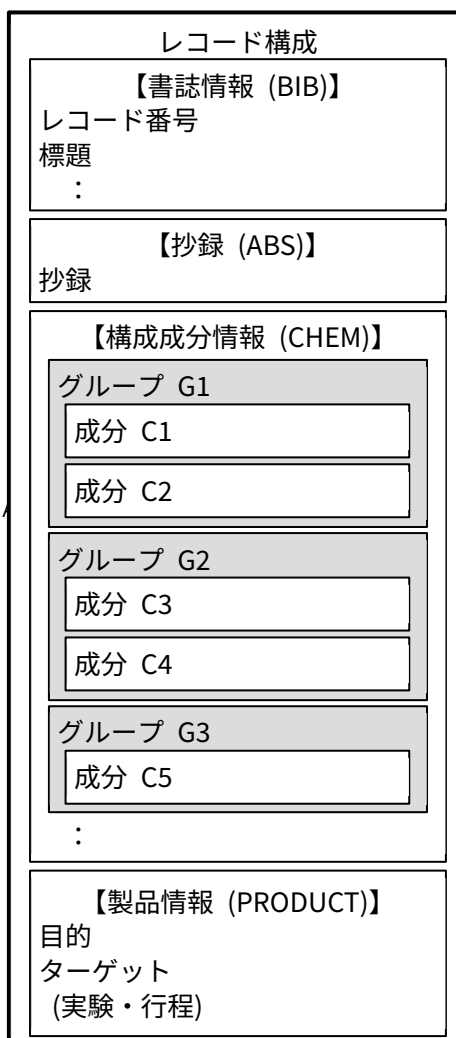 レコード構成
【書誌情報 (BIB)】
レコード番号
標題
：
【抄録 (ABS)】
抄録
【構成成分情報 (CHEM)】
グループ G1
成分 C1
成分 C2
グループ G2
成分 C3
成分 C4
グループ G3
成分 C5
：
【製品情報 (PRODUCT)】
目的
ターゲット
(実験・行程)